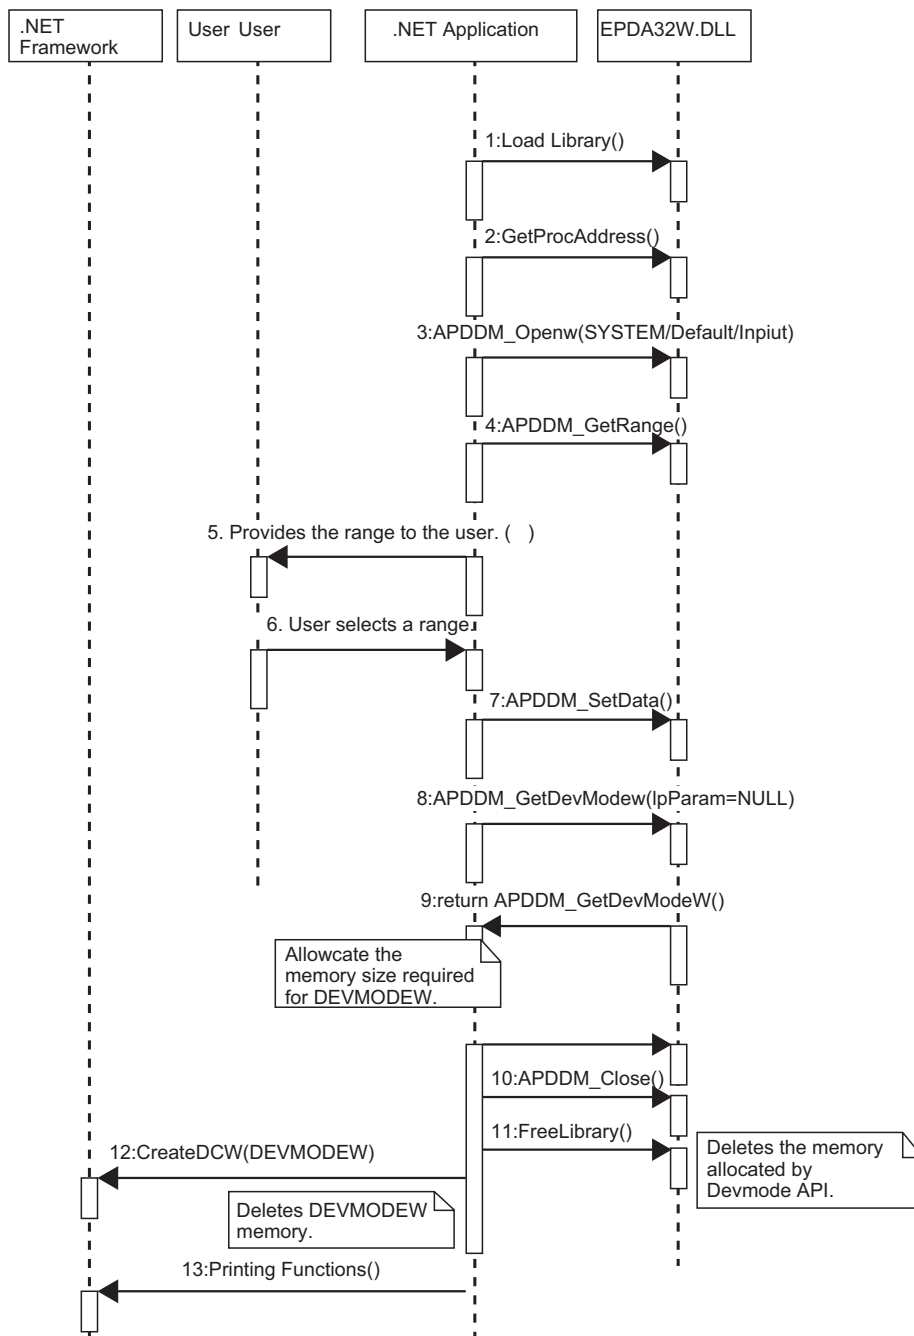 .NET
Framework
User User
.NET Application
EPDA32W.DLL
1:Load Library()
2:GetProcAddress()
3:APDDM_Openw(SYSTEM/Default/Inpiut)
4:APDDM_GetRange()
5. Provides the range to the user. (   )
6. User selects a range.
7:APDDM_SetData()
8:APDDM_GetDevModew(lpParam=NULL)
9:return APDDM_GetDevModeW()
Allowcate the
memory size required
for DEVMODEW.
10:APDDM_Close()
11:FreeLibrary()
12:CreateDCW(DEVMODEW)
Deletes the memory
allocated by
Devmode API.
Deletes DEVMODEW
memory.
13:Printing Functions()